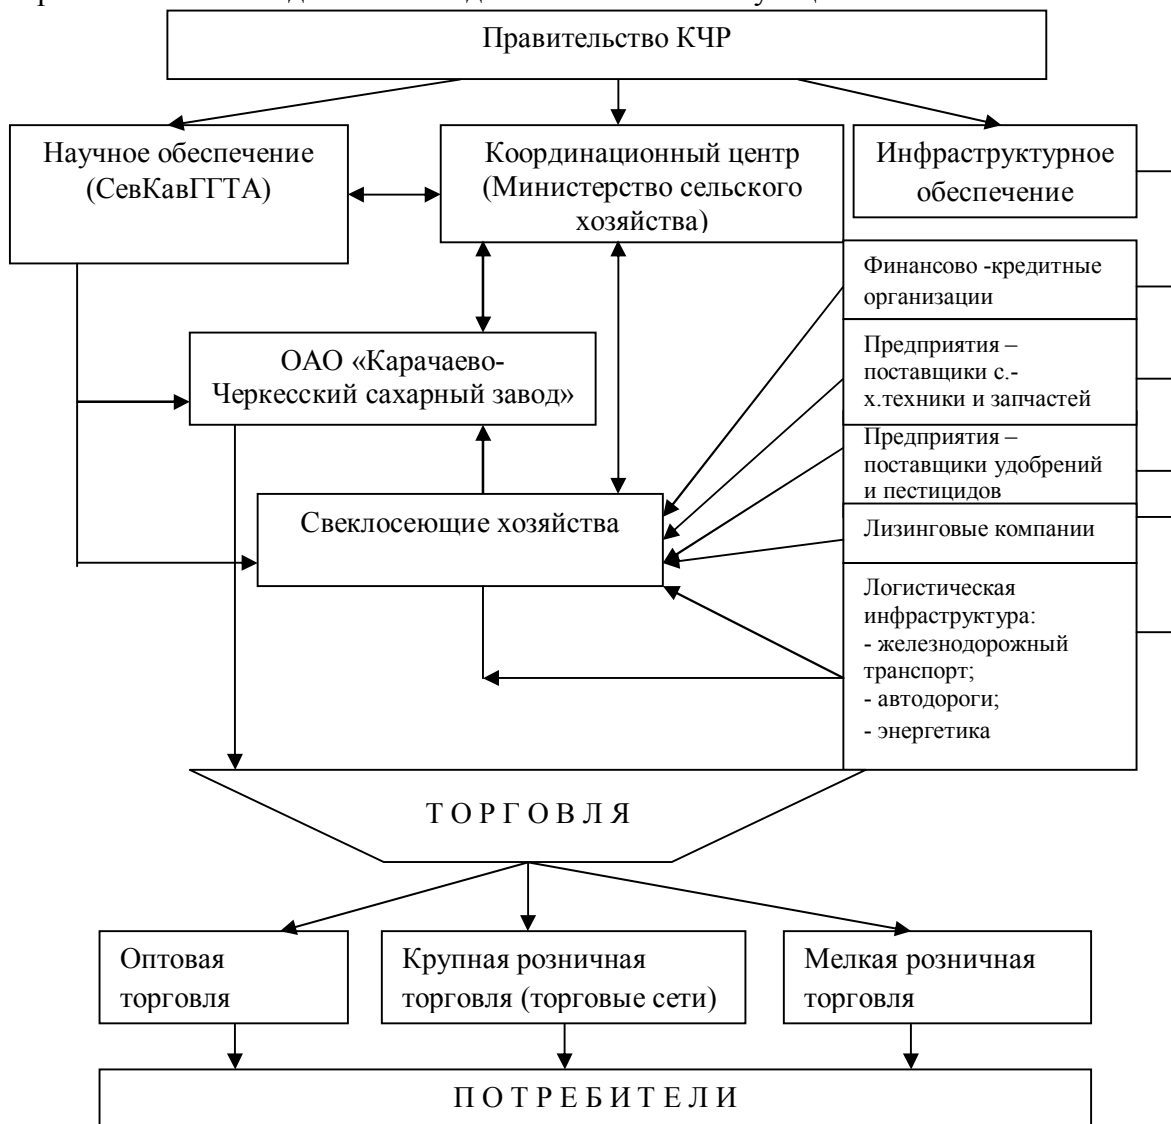 Правительство КЧР
Научное обеспечение
(СевКавГГТА)
Координационный центр
(Министерство сельского
хозяйства)
Инфраструктурное
обеспечение
Финансово -кредитные
организации
Предприятия –
поставщики с.-
х.техники и запчастей
Предприятия –
поставщики удобрений
и пестицидов
Лизинговые компании
Логистическая
инфраструктура:
- железнодорожный
транспорт;
- автодороги;
- энергетика
ОАО «Карачаево-
Черкесский сахарный завод»
Свеклосеющие хозяйства
Т О Р Г О В Л Я
Оптовая
торговля
Крупная розничная
торговля (торговые сети)
Мелкая розничная
торговля
П О Т Р Е Б И Т Е Л И